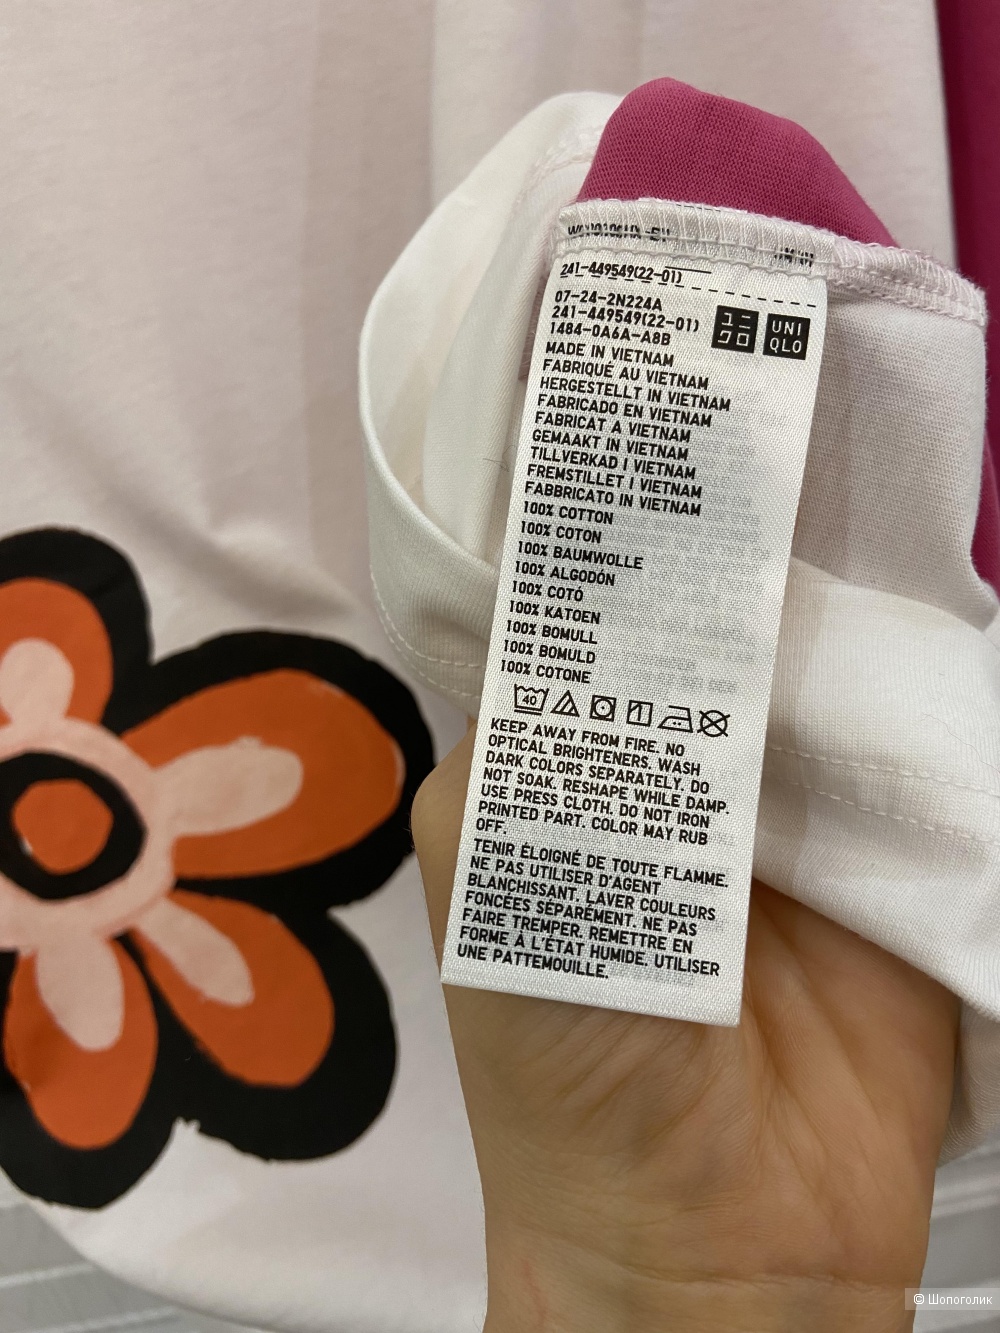 241-449549(22-01)
07-24-2N224A
241-449549(22-01)
1484-0A6A-A8B
ユニ
クロ
UNI
QLO
MADE IN VIETNAM
FABRIQUÉ AU VIETNAM
HERGESTELLT IN VIETNAM
FABRICADO EN VIETNAM
FABRICAT A VIETNAM
GEMAAKT IN VIETNAM
TILLVERKAD I VIETNAM
FREMSTILLET I VIETNAM
FABBRICATO IN VIETNAM
100% COTTON
100% COTON
100% BAUMWOLLE
100% ALGODÓN
100% COTÓ
100% KATOEN
100% BOMULL
100% BOMULD
100% COTONE
40
KEEP AWAY FROM FIRE. NO
OPTICAL BRIGHTENERS. WASH
DARK COLORS SEPARATELY. DO
NOT SOAK. RESHAPE WHILE DAMP.
USE PRESS CLOTH. DO NOT IRON
PRINTED PART. COLOR MAY RUB
OFF.
TENIR ÉLOIGNÉ DE TOUTE FLAMME.
NE PAS UTILISER D'AGENT
BLANCHISSANT. LAVER COULEURS
FONCÉES SÉPARÉMENT. NE PAS
FAIRE TREMPER. REMETTRE EN
FORME À L'ÉTAT HUMIDE. UTILISER
UNE PATTEMOUILLE.
© Шопоголик